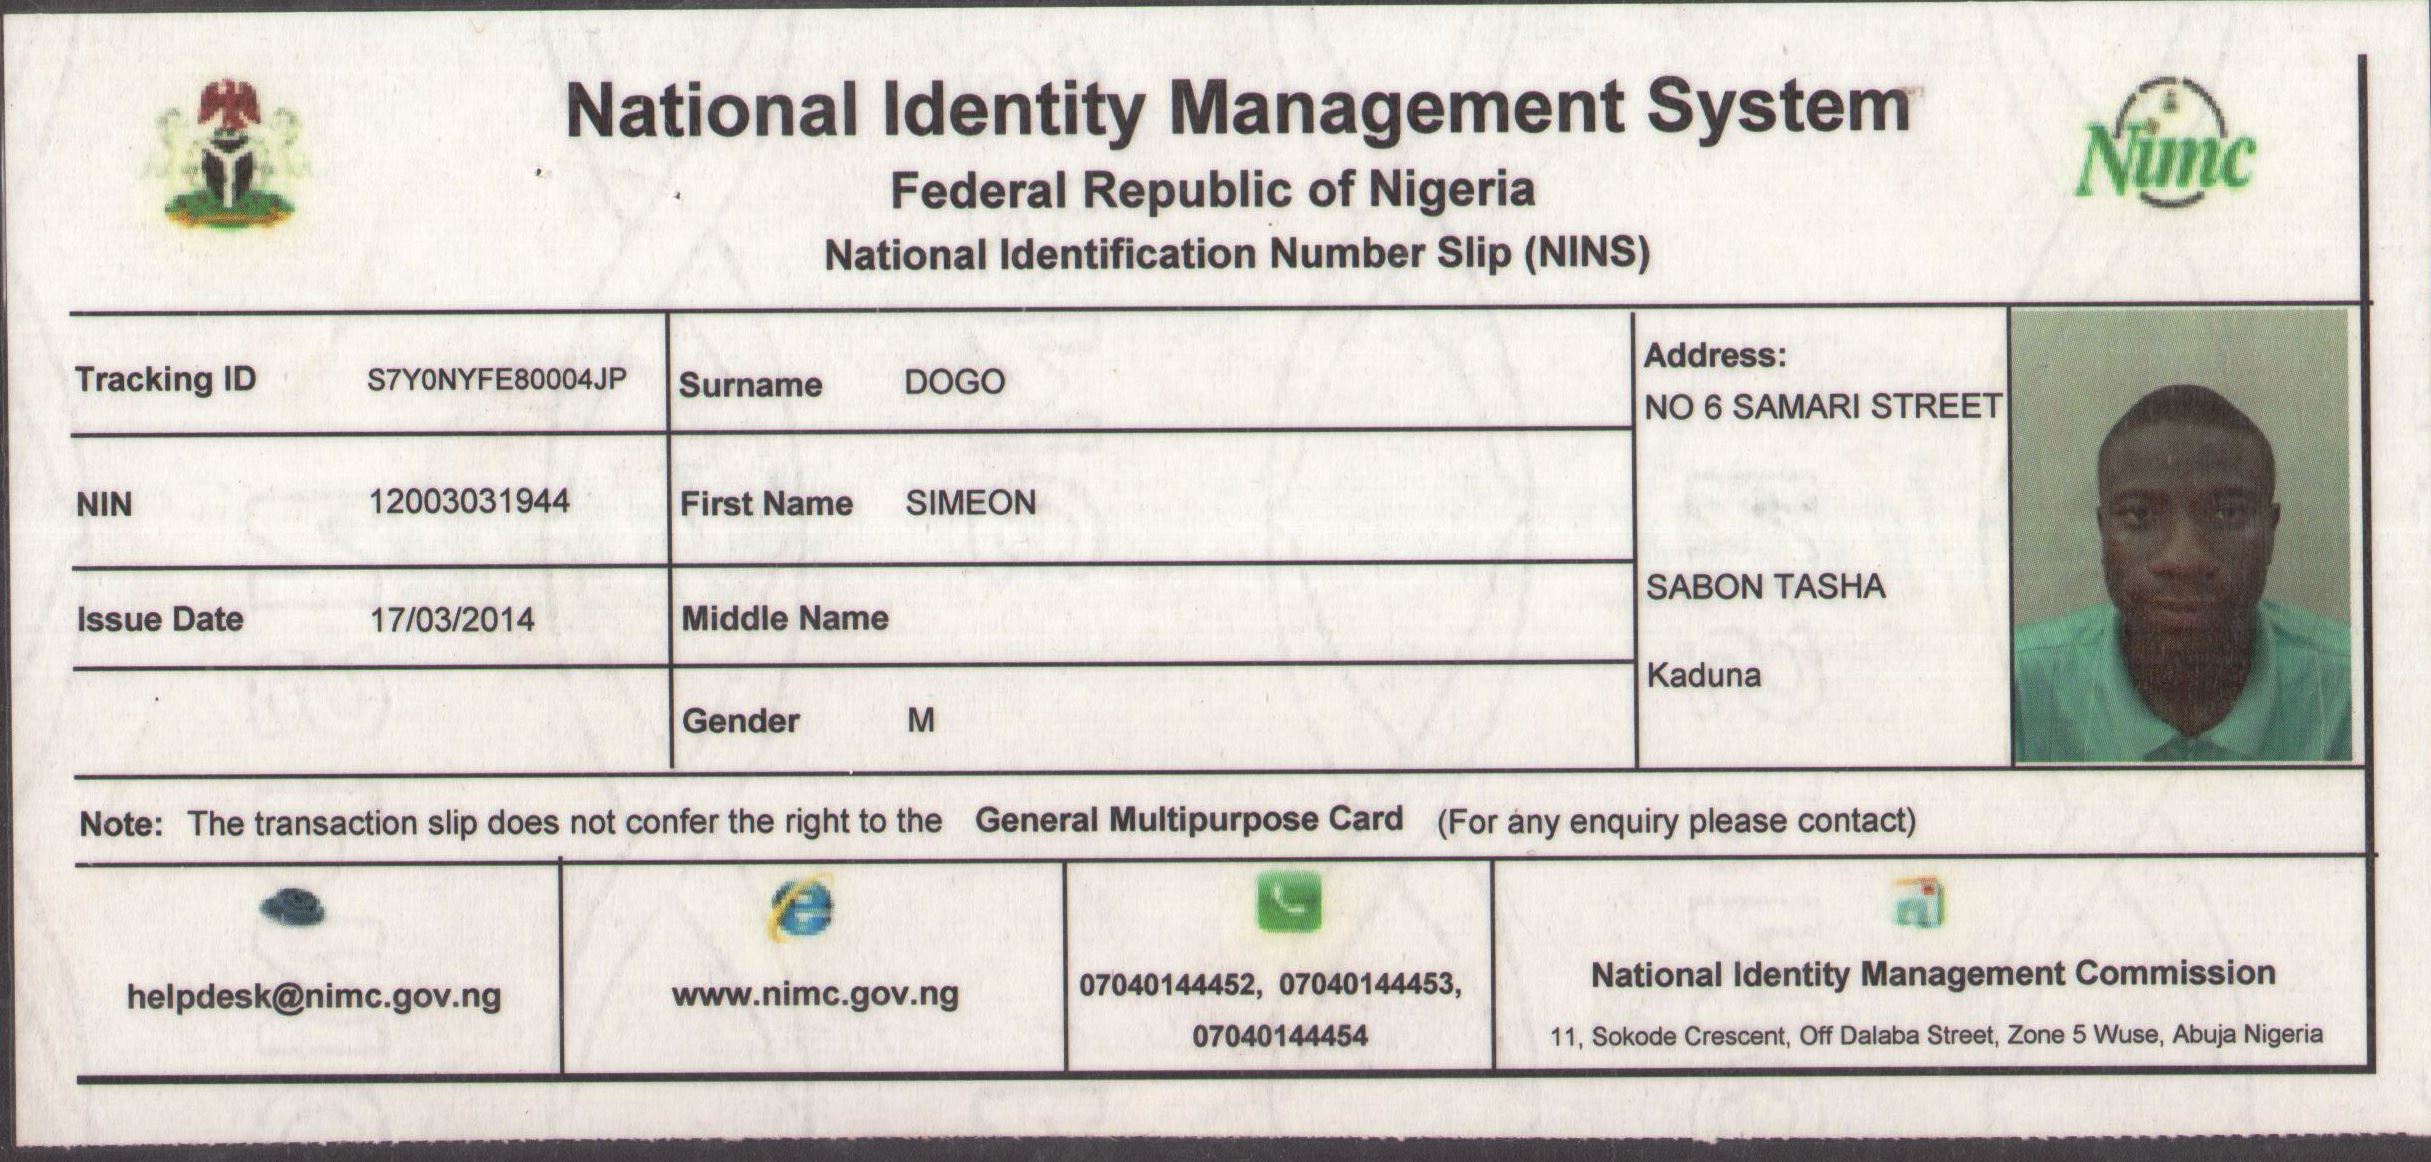 National Identity Management System
Federal Republic of Nigeria
National Identification Number Slip (NINS)
Nimc
Tracking ID S7Y0NYFE80004JP
Surname DOGO
Address:
NO 6 SAMARI STREET
NIN 12003031944
First Name SIMEON
SABON TASHA
Issue Date 17/03/2014
Middle Name
Kaduna
Gender M
Note: The transaction slip does not confer the right to the General Multipurpose Card (For any enquiry please contact)
helpdesk@nimc.gov.ng
www.nimc.gov.ng
07040144452, 07040144453,
07040144454
National Identity Management Commission
11, Sokode Crescent, Off Dalaba Street, Zone 5 Wuse, Abuja Nigeria